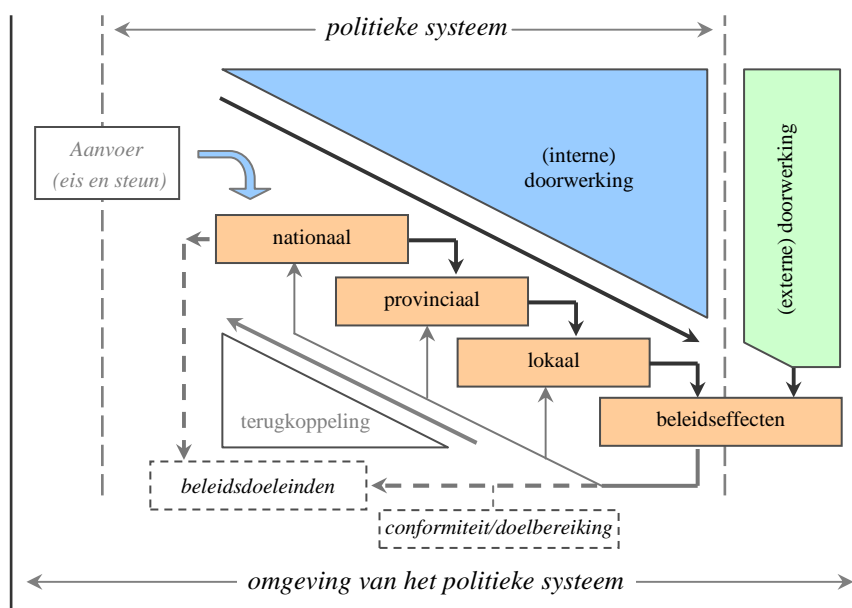 politieke systeem
Aanvoer
(eis en steun)
(interne)
doorwerking
(externe) doorwerking
nationaal
provinciaal
lokaal
beleidseffecten
terugkoppeling
beleidsdoeleinden
conformiteit/doelbereiking
omgeving van het politieke systeem